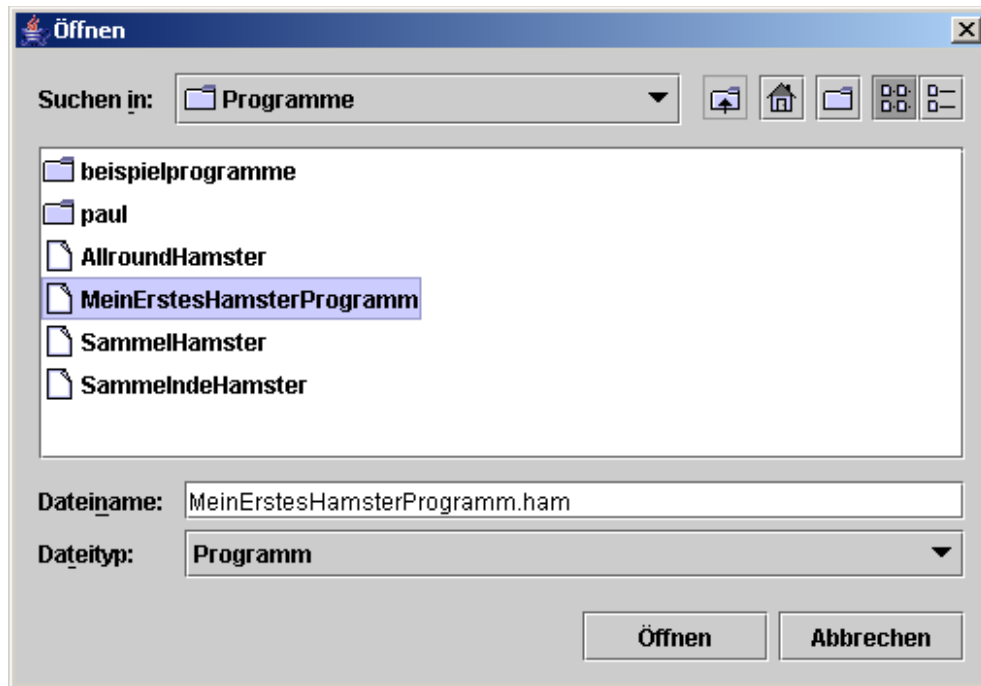 Öffnen
Suchen in: Programme
beispielprogramme
paul
AllroundHamster
MeinErstesHamsterProgramm
SammelHamster
SammelndeHamster
Dateiname: MeinErstesHamsterProgramm.ham
Dateityp: Programm
Öffnen Abbrechen